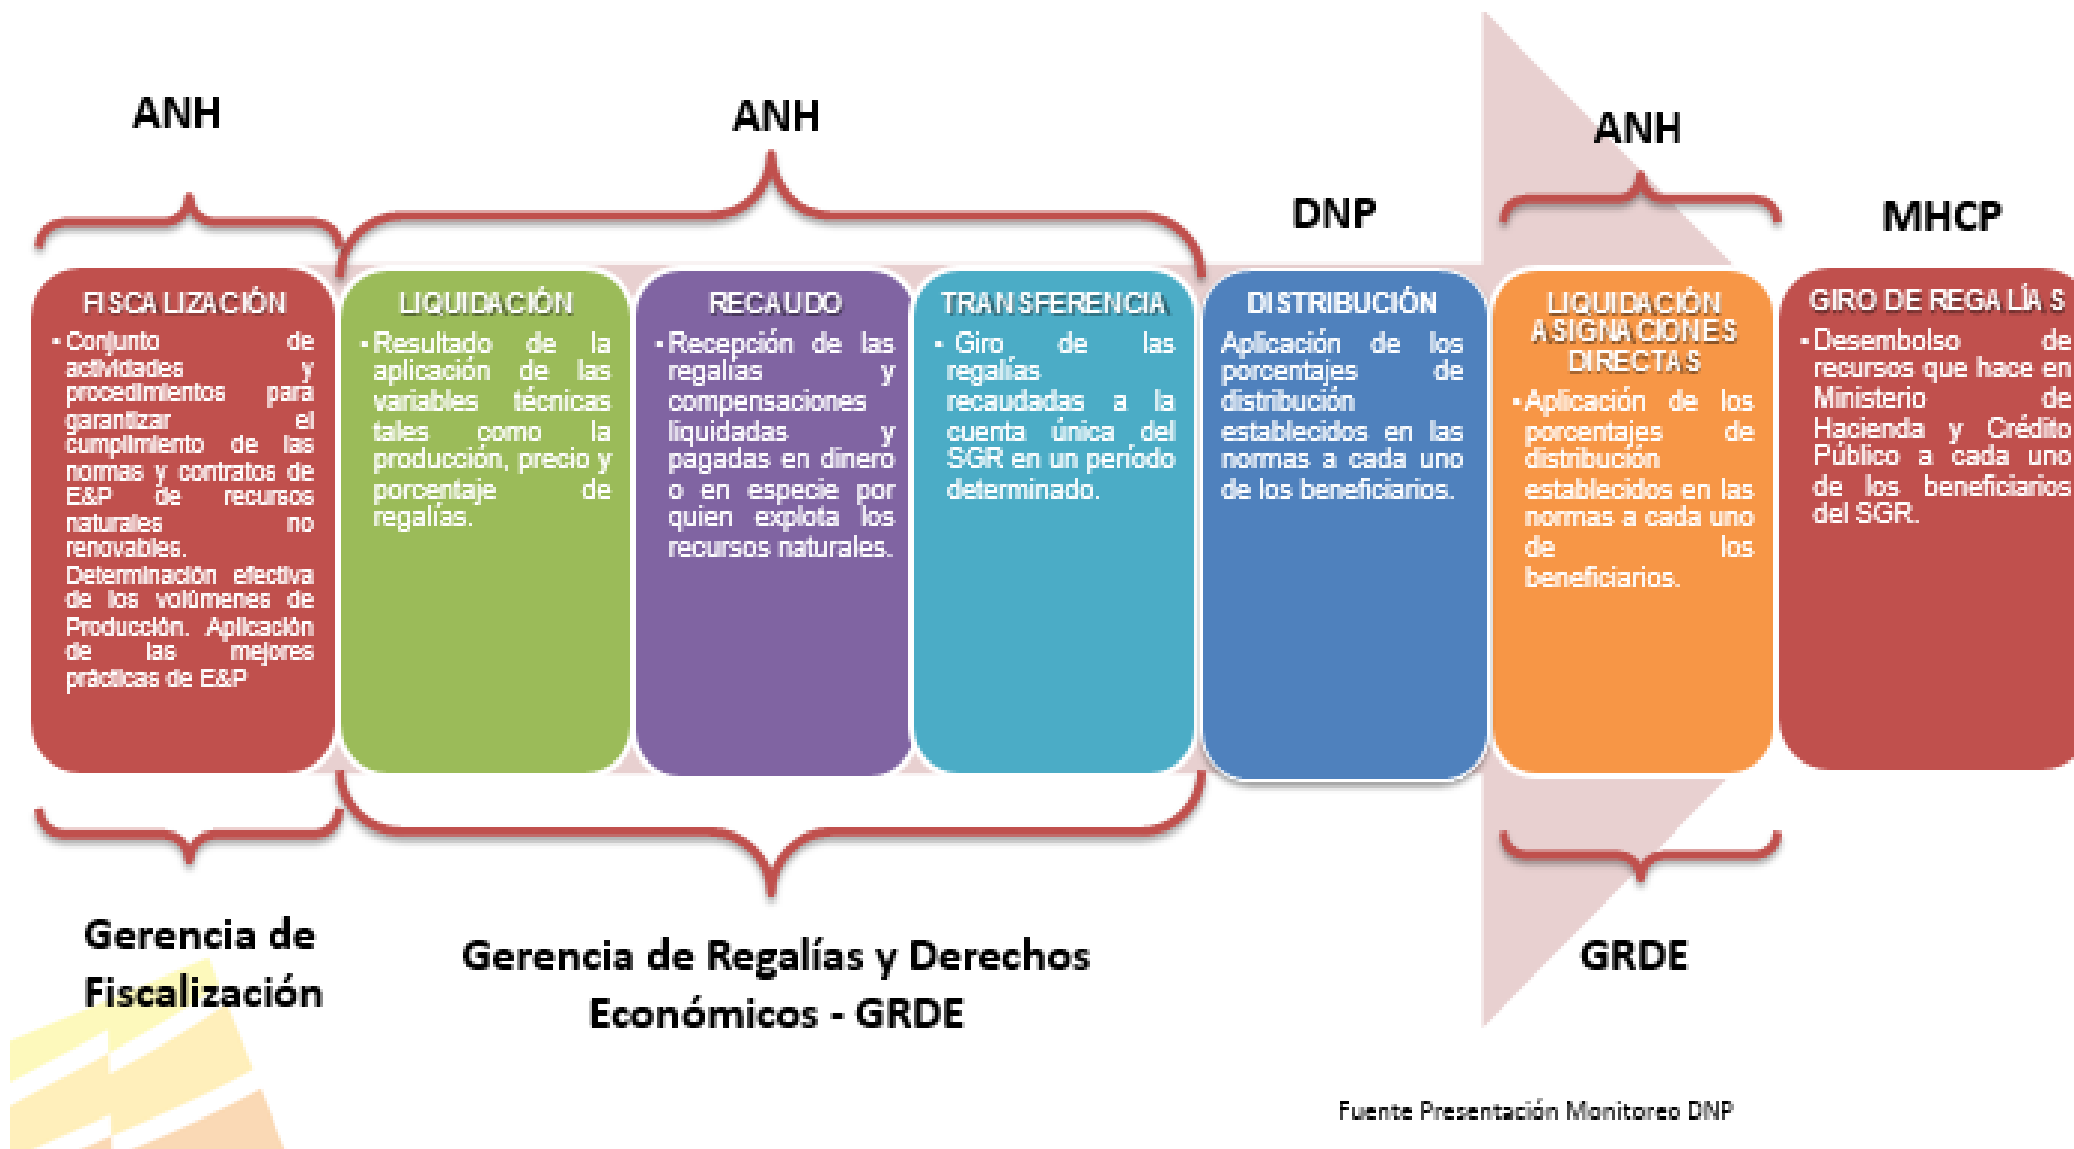 ANH
ANH
ANH
DNP
MHCP
FISCALIZACIÓN
▪ Conjunto de
actividades y
procedimientos para
garantizar el
cumplimiento de las
normas y contratos de
E&P de recursos
naturales no
renovables.
Determinación efectiva
de los volúmenes de
Producción. Aplicación
de las mejores
prácticas de E&P
LIQUIDACIÓN
▪ Resultado de la
aplicación de las
variables técnicas
tales como la
producción, precio y
porcentaje de
regalías.
RECAUDO
▪ Recepción de las
regalías y
compensaciones
liquidadas y
pagadas en dinero
o en especie por
quien explota los
recursos naturales.
TRANSFERENCIA
▪ Giro de las
regalías
recaudadas a la
cuenta única del
SGR en un período
determinado.
DISTRIBUCIÓN
Aplicación de los
porcentajes de
distribución
establecidos en las
normas a cada uno
de los beneficiarios.
LIQUIDACIÓN
ASIGNACIONES
DIRECTAS
▪ Aplicación de los
porcentajes de
distribución
establecidos en las
normas a cada uno
de los
beneficiarios.
GIRO DE REGALÍAS
▪ Desembolso de
recursos que hace en
Ministerio de
Hacienda y Crédito
Público a cada uno
de los beneficiarios
del SGR.
Gerencia de
Fiscalización
Gerencia de Regalías y Derechos
Económicos - GRDE
GRDE
Fuente Presentación Monitoreo DNP